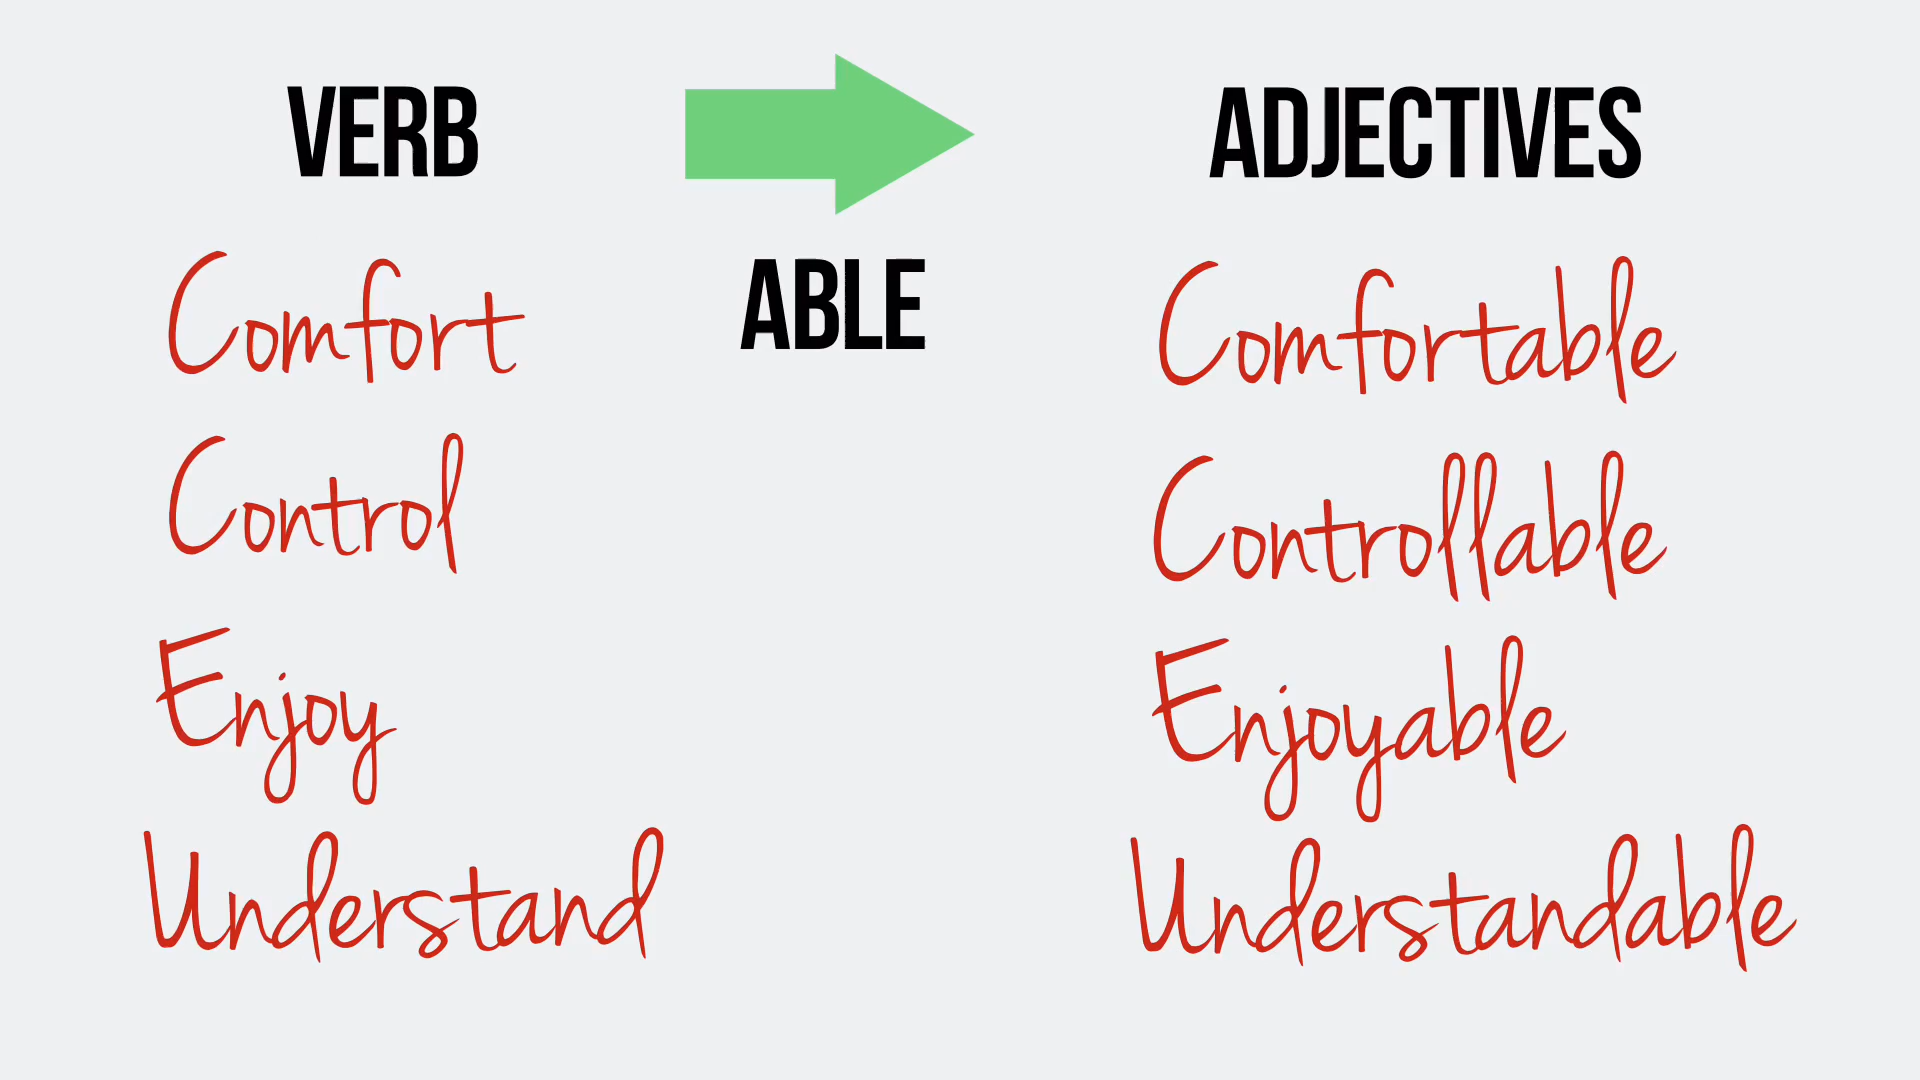 VERB ADJECTIVES
ABLE
Comfort Comfortable
Control Controllable
Enjoy Enjoyable
Understand Understandable